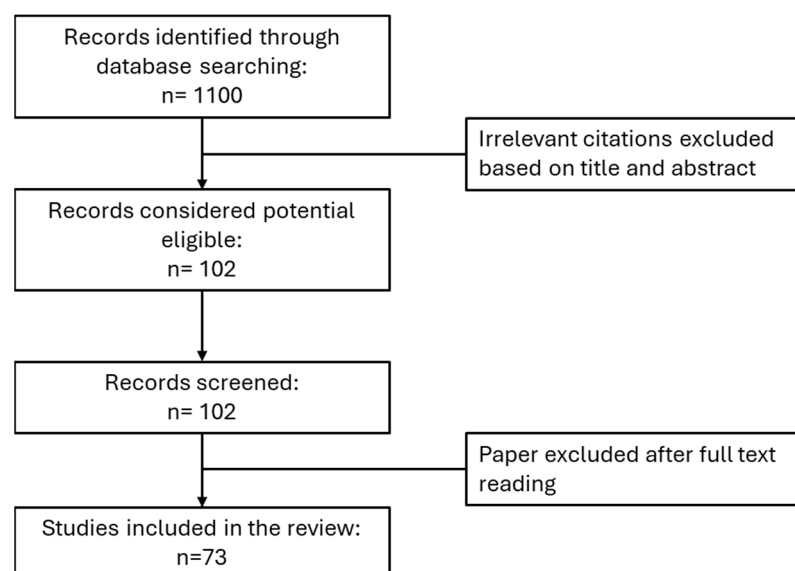 Records identified through
database searching:
n= 1100
Irrelevant citations excluded
based on title and abstract
Records considered potential
eligible:
n= 102
Records screened:
n= 102
Paper excluded after full text
reading
Studies included in the review:
n=73